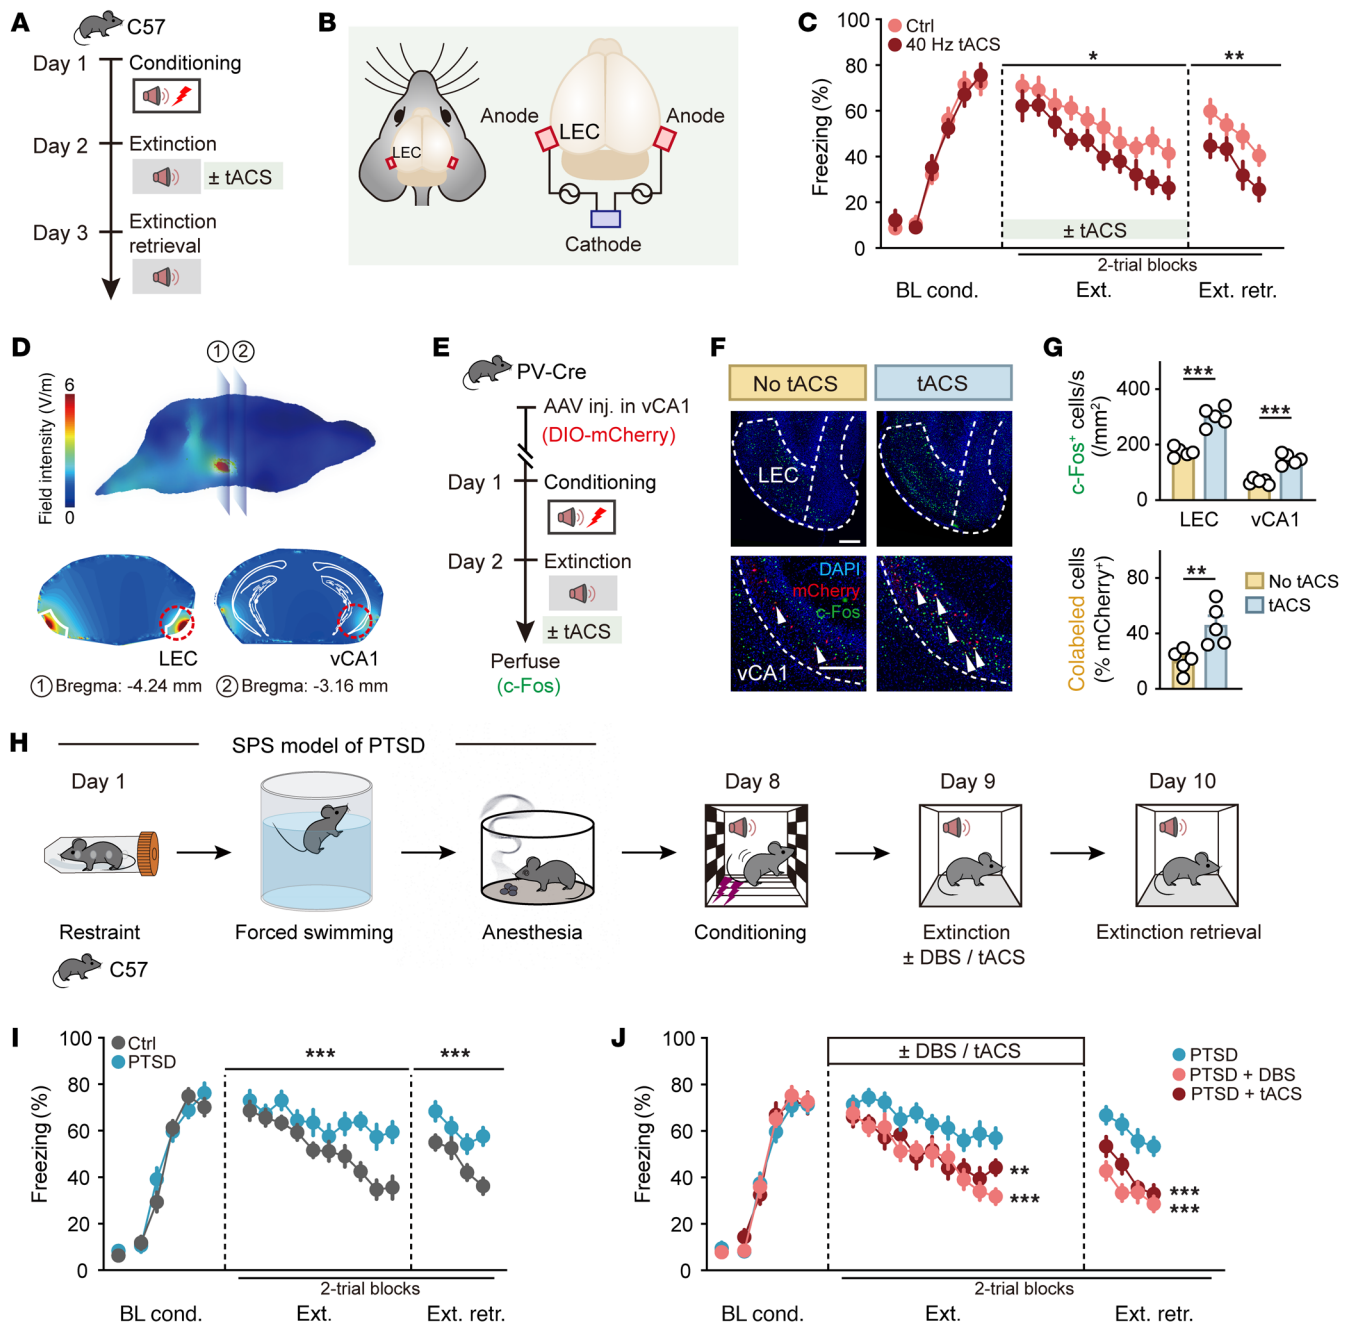 A
C57
Day 1
Conditioning
Day 2
Extinction
± tACS
Day 3
Extinction
retrieval
B
LEC
Anode
Anode
LEC
Cathode
C
Ctrl
40 Hz tACS
Freezing (%)
100
80
60
40
20
0
*
**
± tACS
2-trial blocks
BL cond.
Ext.
Ext. retr.
D
1
2
Field intensity (V/m)
6
0
LEC
vCA1
1 Bregma: -4.24 mm
2 Bregma: -3.16 mm
E
PV-Cre
AAV inj. in vCA1
(DIO-mCherry)
Day 1
Conditioning
Day 2
Extinction
± tACS
Perfuse
(c-Fos)
F
No tACS
tACS
LEC
DAPI
mCherry
c-Fos
vCA1
G
c-Fos⁺ cells/s
(/mm²)
400
200
0
***
***
LEC
vCA1
Colabeled cells
(% mCherry⁺)
80
40
0
**
No tACS
tACS
H
SPS model of PTSD
Day 1
Day 8
Day 9
Day 10
Restraint
Forced swimming
Anesthesia
Conditioning
Extinction
± DBS / tACS
Extinction retrieval
C57
I
Ctrl
PTSD
Freezing (%)
100
80
60
40
20
0
***
***
2-trial blocks
BL cond.
Ext.
Ext. retr.
J
± DBS / tACS
PTSD
PTSD + DBS
PTSD + tACS
Freezing (%)
100
80
60
40
20
0
**
***
***
***
2-trial blocks
BL cond.
Ext.
Ext. retr.